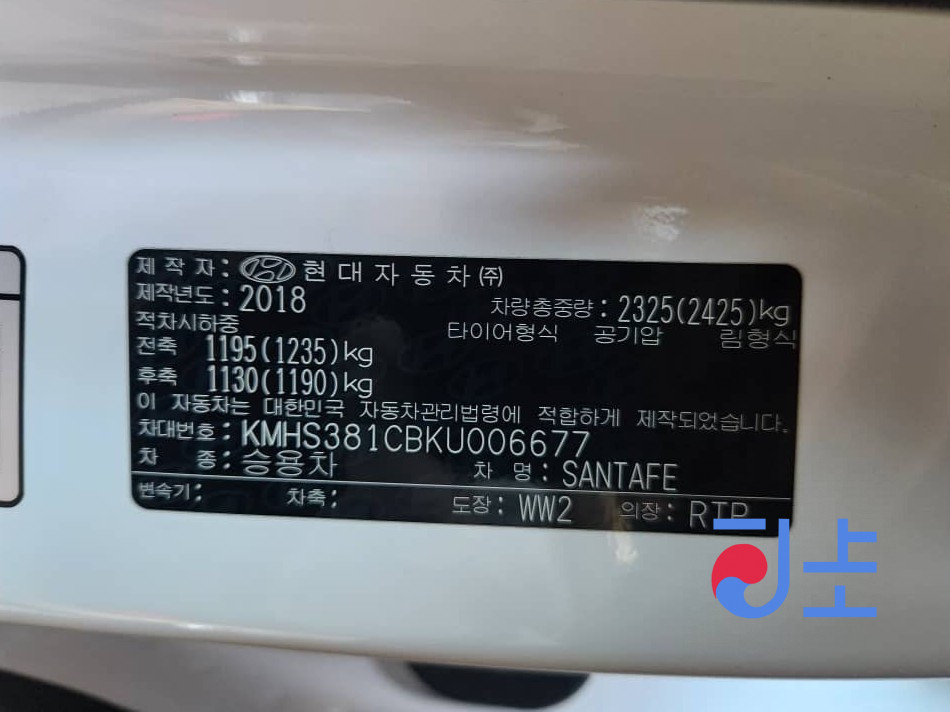 제 작 자 : 현 대 자 동 차 ㈜
제작년도 : 2018 차량총중량 : 2325(2425)kg
적차시하중 타이어형식 공기압 림형식
전축 1195(1235)kg
후축 1130(1190)kg
이 자동차는 대한민국 자동차관리법령에 적합하게 제작되었습니다.
차대번호 : KMHS381CBKU006677
차 종 : 승용차 차 명 : SANTAFE
변속기 : 차축 : 도장 : WW2 의장 :